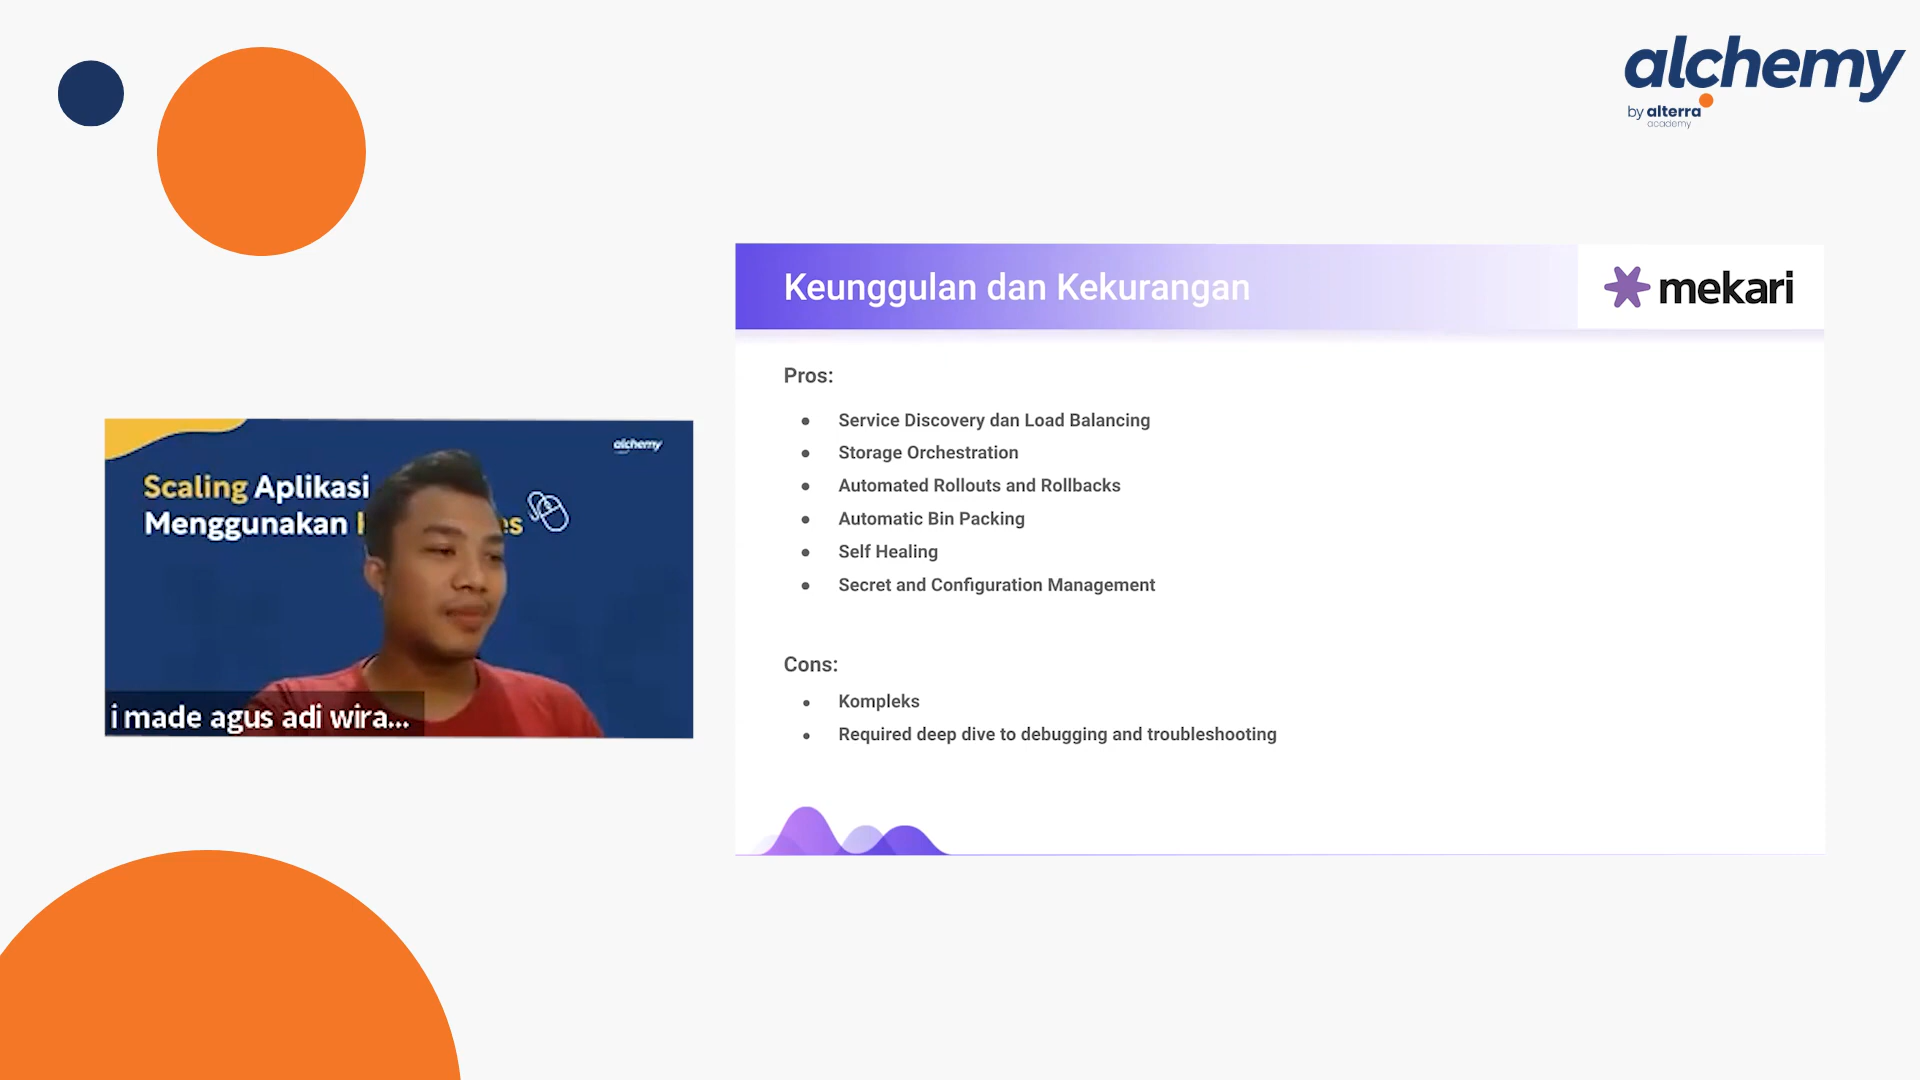 alchemy
by alterra
academy
Keunggulan dan Kekurangan
mekari
Pros:
Service Discovery dan Load Balancing
Storage Orchestration
Automated Rollouts and Rollbacks
Automatic Bin Packing
Self Healing
Secret and Configuration Management
Cons:
Kompleks
Required deep dive to debugging and troubleshooting
alchemy
Scaling Aplikasi
Menggunakan
i made agus adi wira...